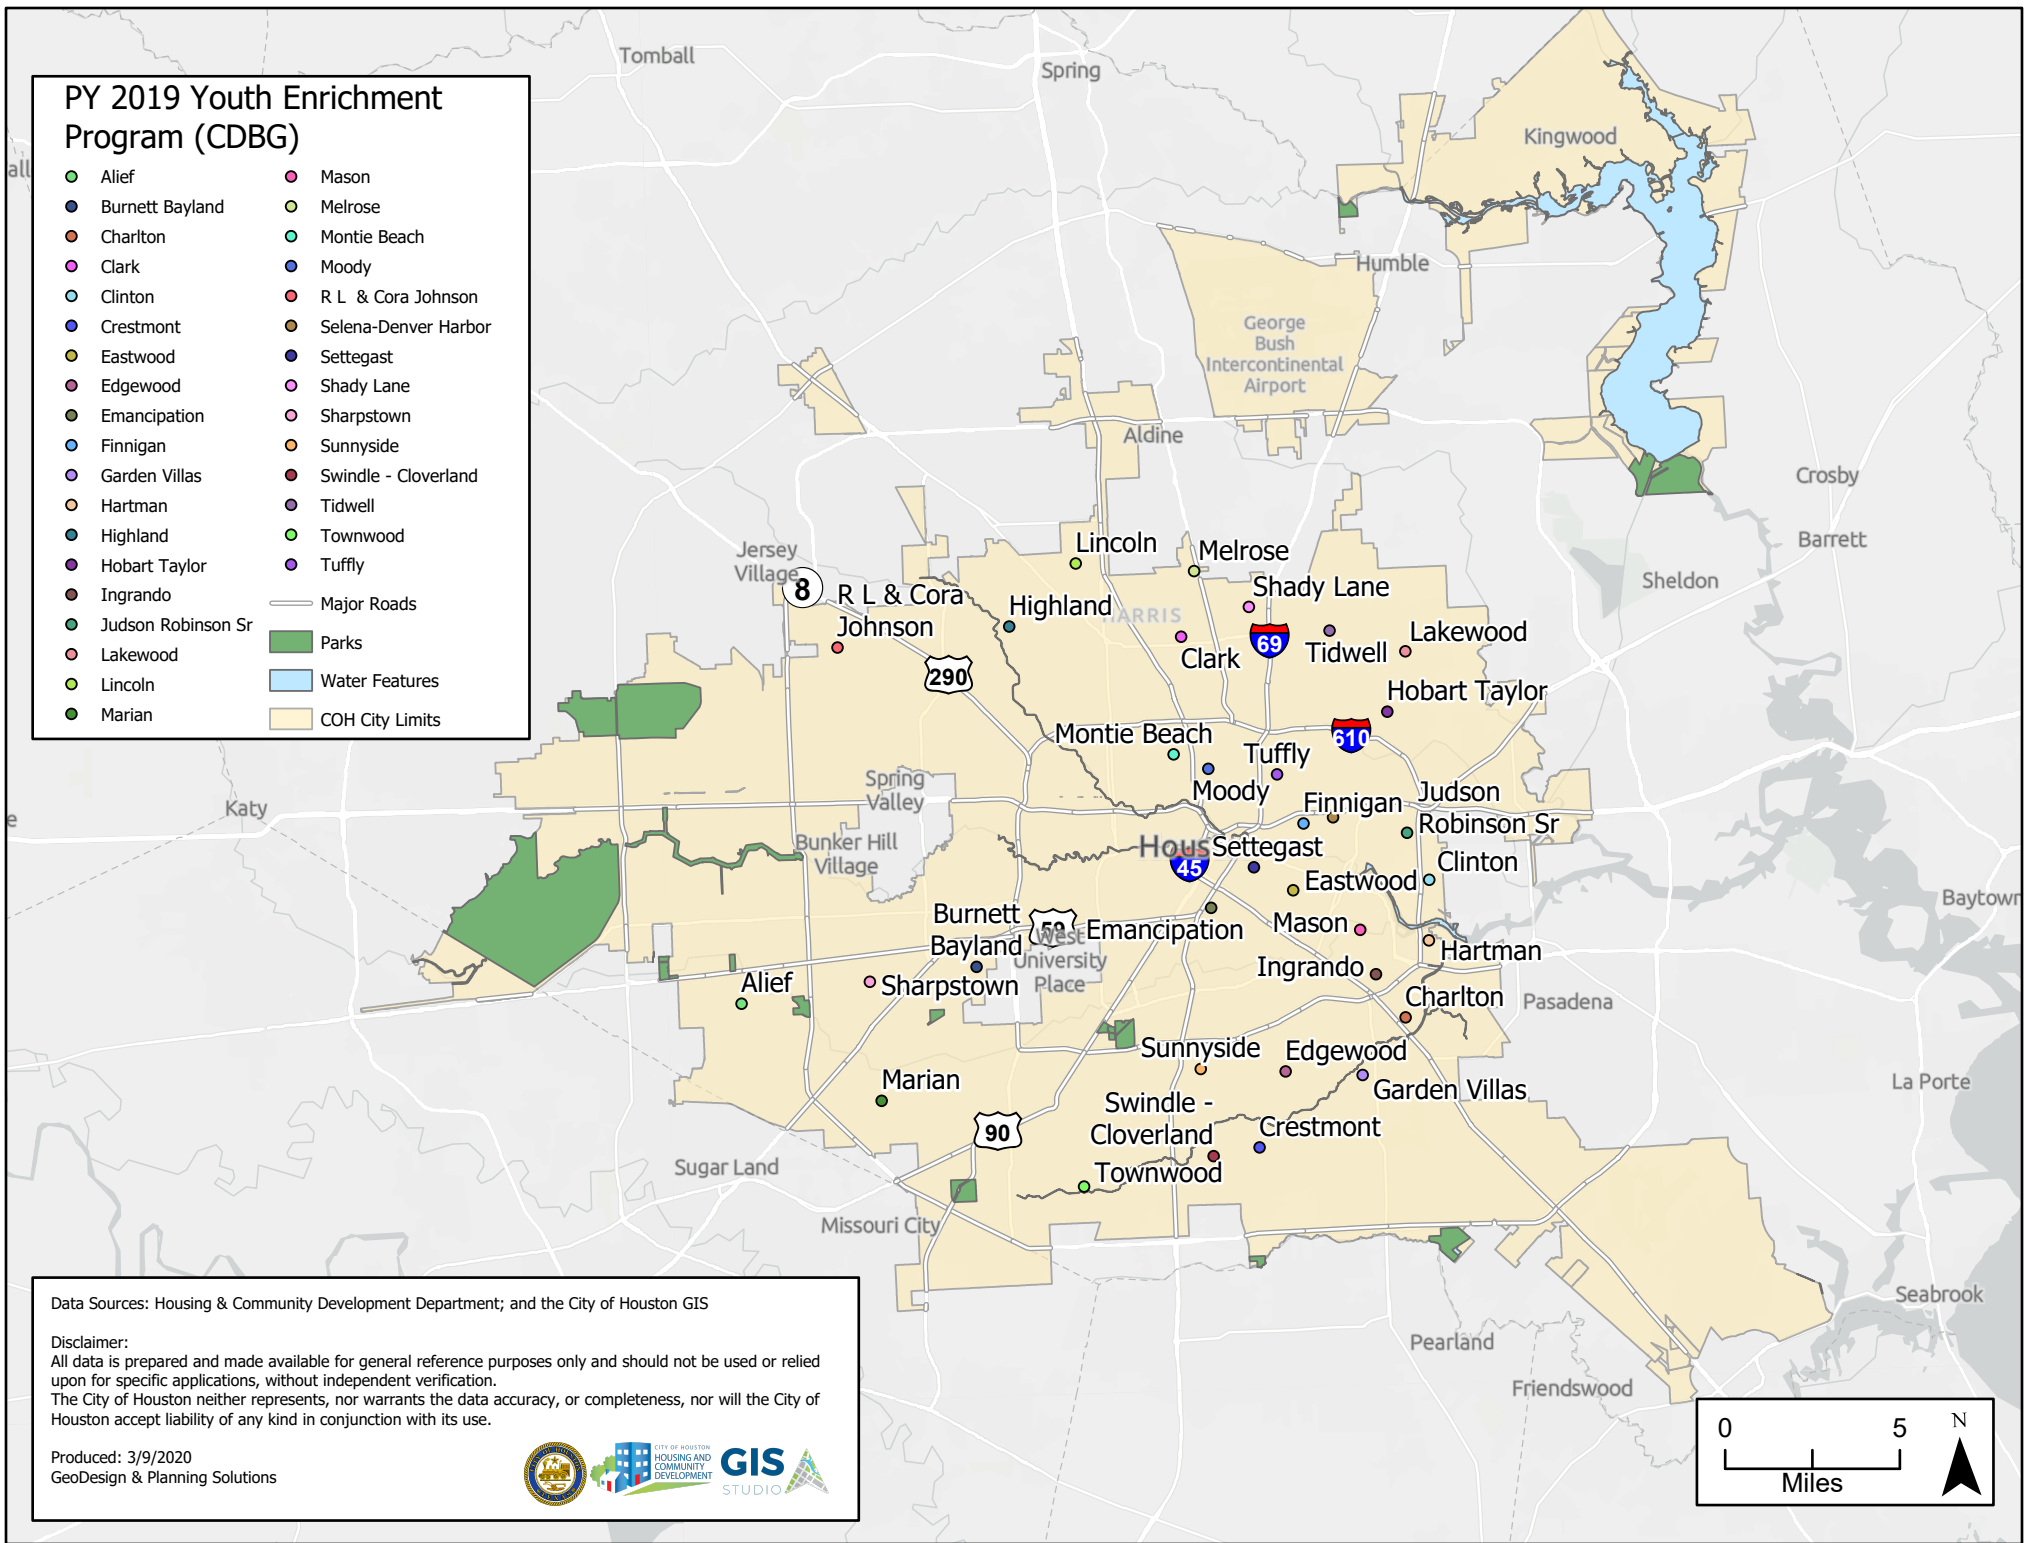 PY 2019 Youth Enrichment
Program (CDBG)
Alief
Burnett Bayland
Charlton
Clark
Clinton
Crestmont
Eastwood
Edgewood
Emancipation
Finnigan
Garden Villas
Hartman
Highland
Hobart Taylor
Ingrando
Judson Robinson Sr
Lakewood
Lincoln
Marian
Mason
Melrose
Montie Beach
Moody
R L & Cora Johnson
Selena-Denver Harbor
Settegast
Shady Lane
Sharpstown
Sunnyside
Swindle - Cloverland
Tidwell
Townwood
Tuffly
Major Roads
Parks
Water Features
COH City Limits
Tomball
Spring
Kingwood
Humble
George
Bush
Intercontinental
Airport
Aldine
Crosby
Barrett
Sheldon
Jersey
Village
8
R L & Cora
Johnson
290
Lincoln
Melrose
Highland
HARRIS
Shady Lane
69
Clark
Tidwell
Lakewood
Hobart Taylor
610
Montie Beach
Tuffly
Moody
Finnigan
Judson
Robinson Sr
Katy
Spring
Valley
Bunker Hill
Village
Hous
Settegast
45
Clinton
Eastwood
Burnett
Bayland
59
West
University
Place
Emancipation
Mason
Hartman
Baytown
Alief
Sharpstown
Ingrando
Charlton
Pasadena
Sunnyside
Edgewood
Garden Villas
La Porte
Marian
Swindle -
Cloverland
Crestmont
90
Townwood
Sugar Land
Missouri City
Seabrook
Pearland
Friendswood
Data Sources: Housing & Community Development Department; and the City of Houston GIS
Disclaimer:
All data is prepared and made available for general reference purposes only and should not be used or relied
upon for specific applications, without independent verification.
The City of Houston neither represents, nor warrants the data accuracy, or completeness, nor will the City of
Houston accept liability of any kind in conjunction with its use.
Produced: 3/9/2020
GeoDesign & Planning Solutions
CITY OF HOUSTON
HOUSING AND
COMMUNITY
DEVELOPMENT
GIS
STUDIO
0 5
Miles
N